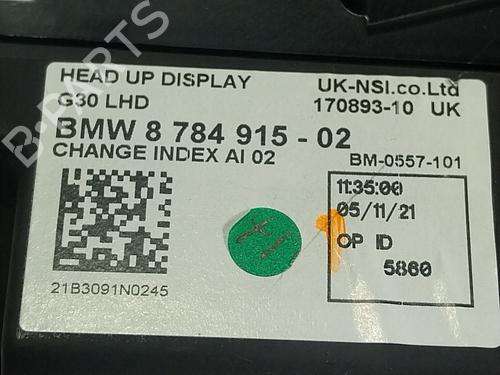 HEAD UP DISPLAY
UK-NSI.co.Ltd
G30 LHD
170893-10 UK
BMW 8 784 915 - 02
CHANGE INDEX AI 02
BM-0557-101
11:35:00
05/11/21
OP ID
5860
21B3091N0245
B-PARTS